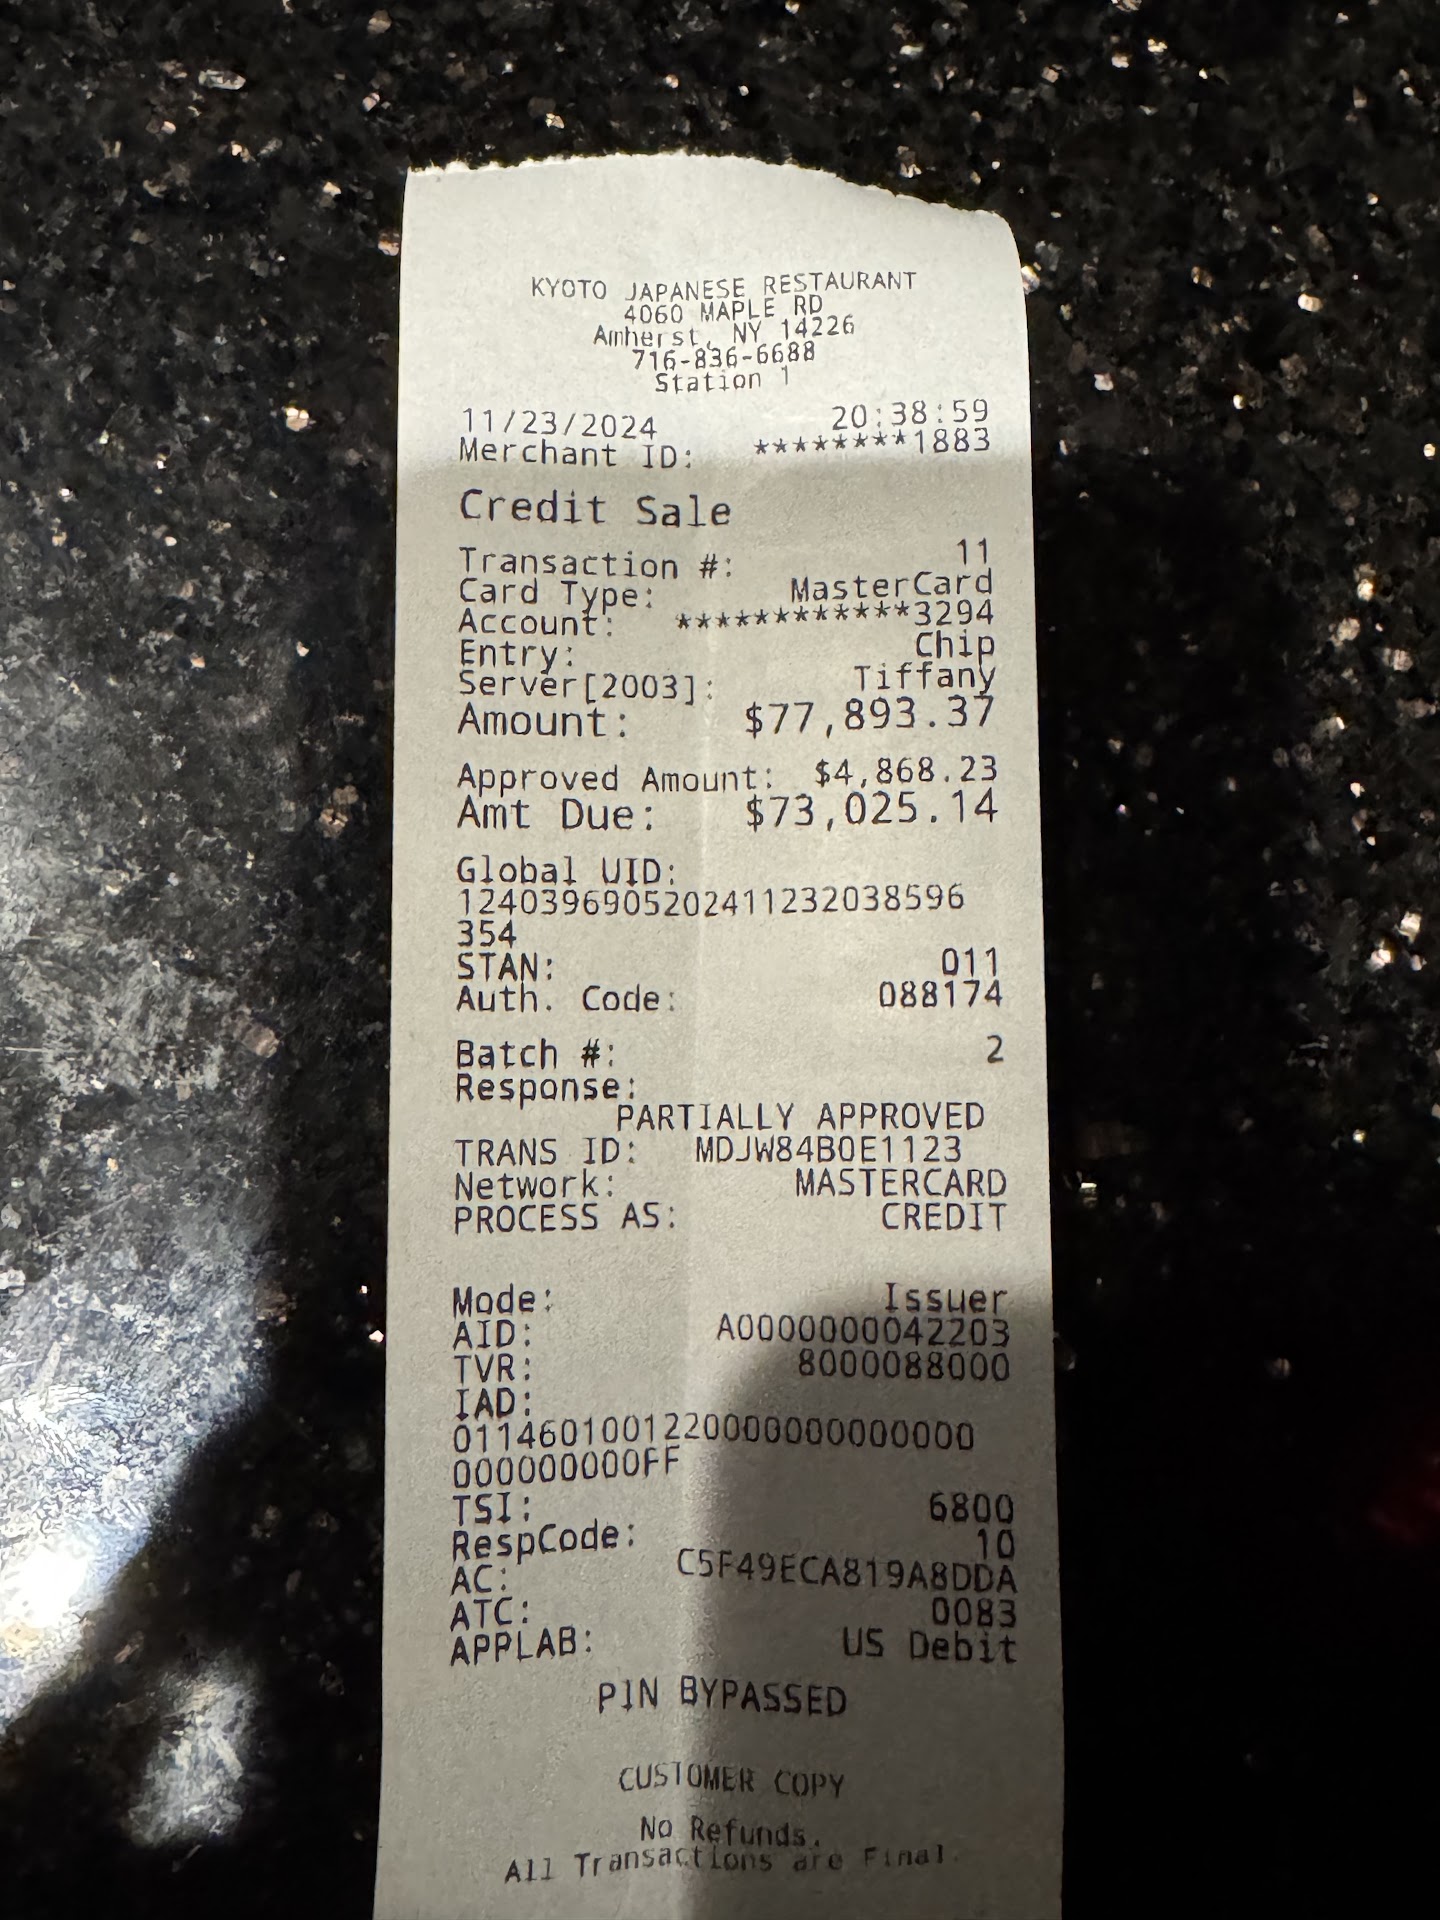 KYOTO JAPANESE RESTAURANT
4060 MAPLE RD
Amherst, NY 14226
716-836-6688
Station 1
11/23/2024 20:38:59
Merchant ID: ********1883
Credit Sale
Transaction #: 11
Card Type: MasterCard
Account: ************3294
Entry: Chip
Server[2003]: Tiffany
Amount: $77,893.37
Approved Amount: $4,868.23
Amt Due: $73,025.14
Global UID:
1240396905202411232038596
354
STAN: 011
Auth. Code: 088174
Batch #: 2
Response:
PARTIALLY APPROVED
TRANS ID: MDJW84B0E1123
Network: MASTERCARD
PROCESS AS: CREDIT
Mode: Issuer
AID: A0000000042203
TVR: 8000088000
IAD:
0114601001220000000000000
000000000FF
TSI: 6800
RespCode: 10
AC: C5F49ECA819A8DDA
ATC: 0083
APPLAB: US Debit
PIN BYPASSED
CUSTOMER COPY
No Refunds.
All Transactions are Final.